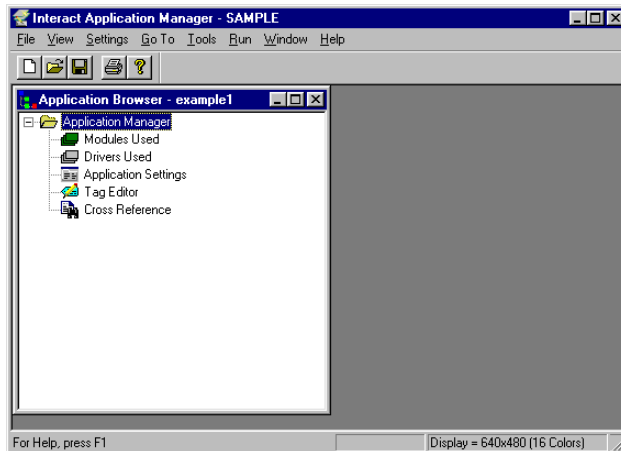 Interact Application Manager - SAMPLE
File View Settings Go To Tools Run Window Help
Application Browser - example1
Application Manager
Modules Used
Drivers Used
Application Settings
Tag Editor
Cross Reference
For Help, press F1
Display = 640x480 (16 Colors)